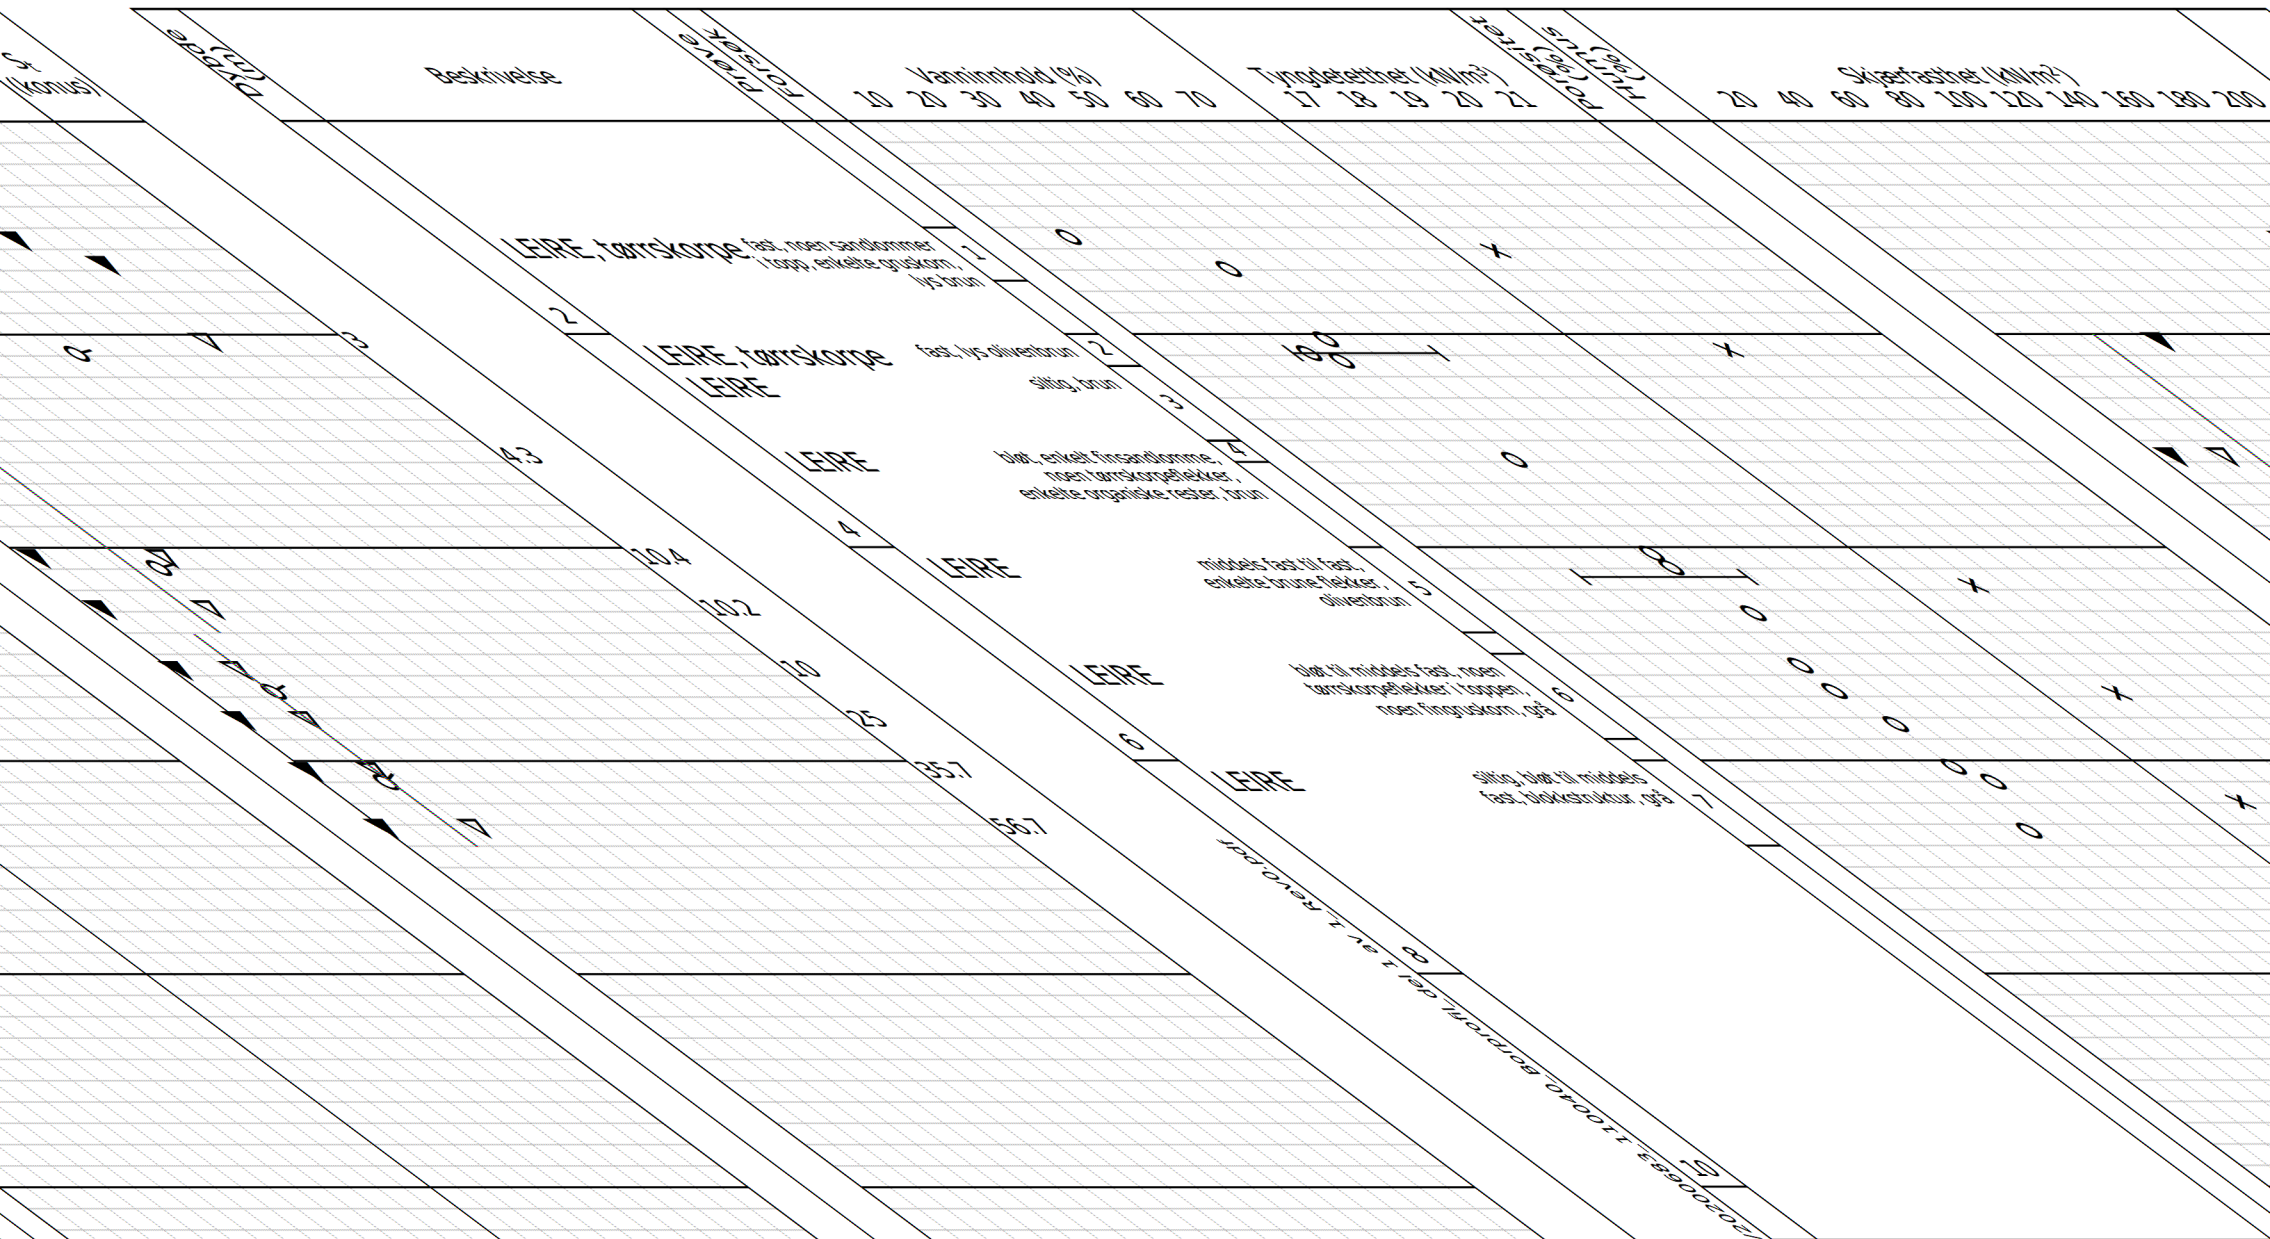 St
(konus)
Dybde
(m)
Beskrivelse
Prøve
Forsøk
Vanninnhold (%)
10 20 30 40 50 60 70
Tyngdetetthet (kN/m³)
17 18 19 20 21
Porøsitet
(%)
Humus
(%)
Skjærfasthet (kN/m²)
20 40 60 80 100 120 140 160 180 200
LEIRE, tørrskorpe
fast, noen sandlommer
i topp, enkelte gruskorn,
lys brun
1
2
3
LEIRE, tørrskorpe
fast, lys olivenbrun
2
LEIRE
siltig, brun
3
4.3
LEIRE
bløt, enkelt finsandlomme,
noen tørrskorpeflekker,
enkelte organiske rester, brun
4
4
10.4
LEIRE
middels fast til fast,
enkelte brune flekker,
olivenbrun
5
10.2
10
LEIRE
bløt til middels fast, noen
tørrskorpeflekker i toppen,
noen fingruskorn, grå
6
25
6
35.7
LEIRE
siltig, bløt til middels
fast, blokkstruktur, grå
7
56.7
8
10
/20200683_110040_Borprofil_del 1 av 1_Rev0.pdf